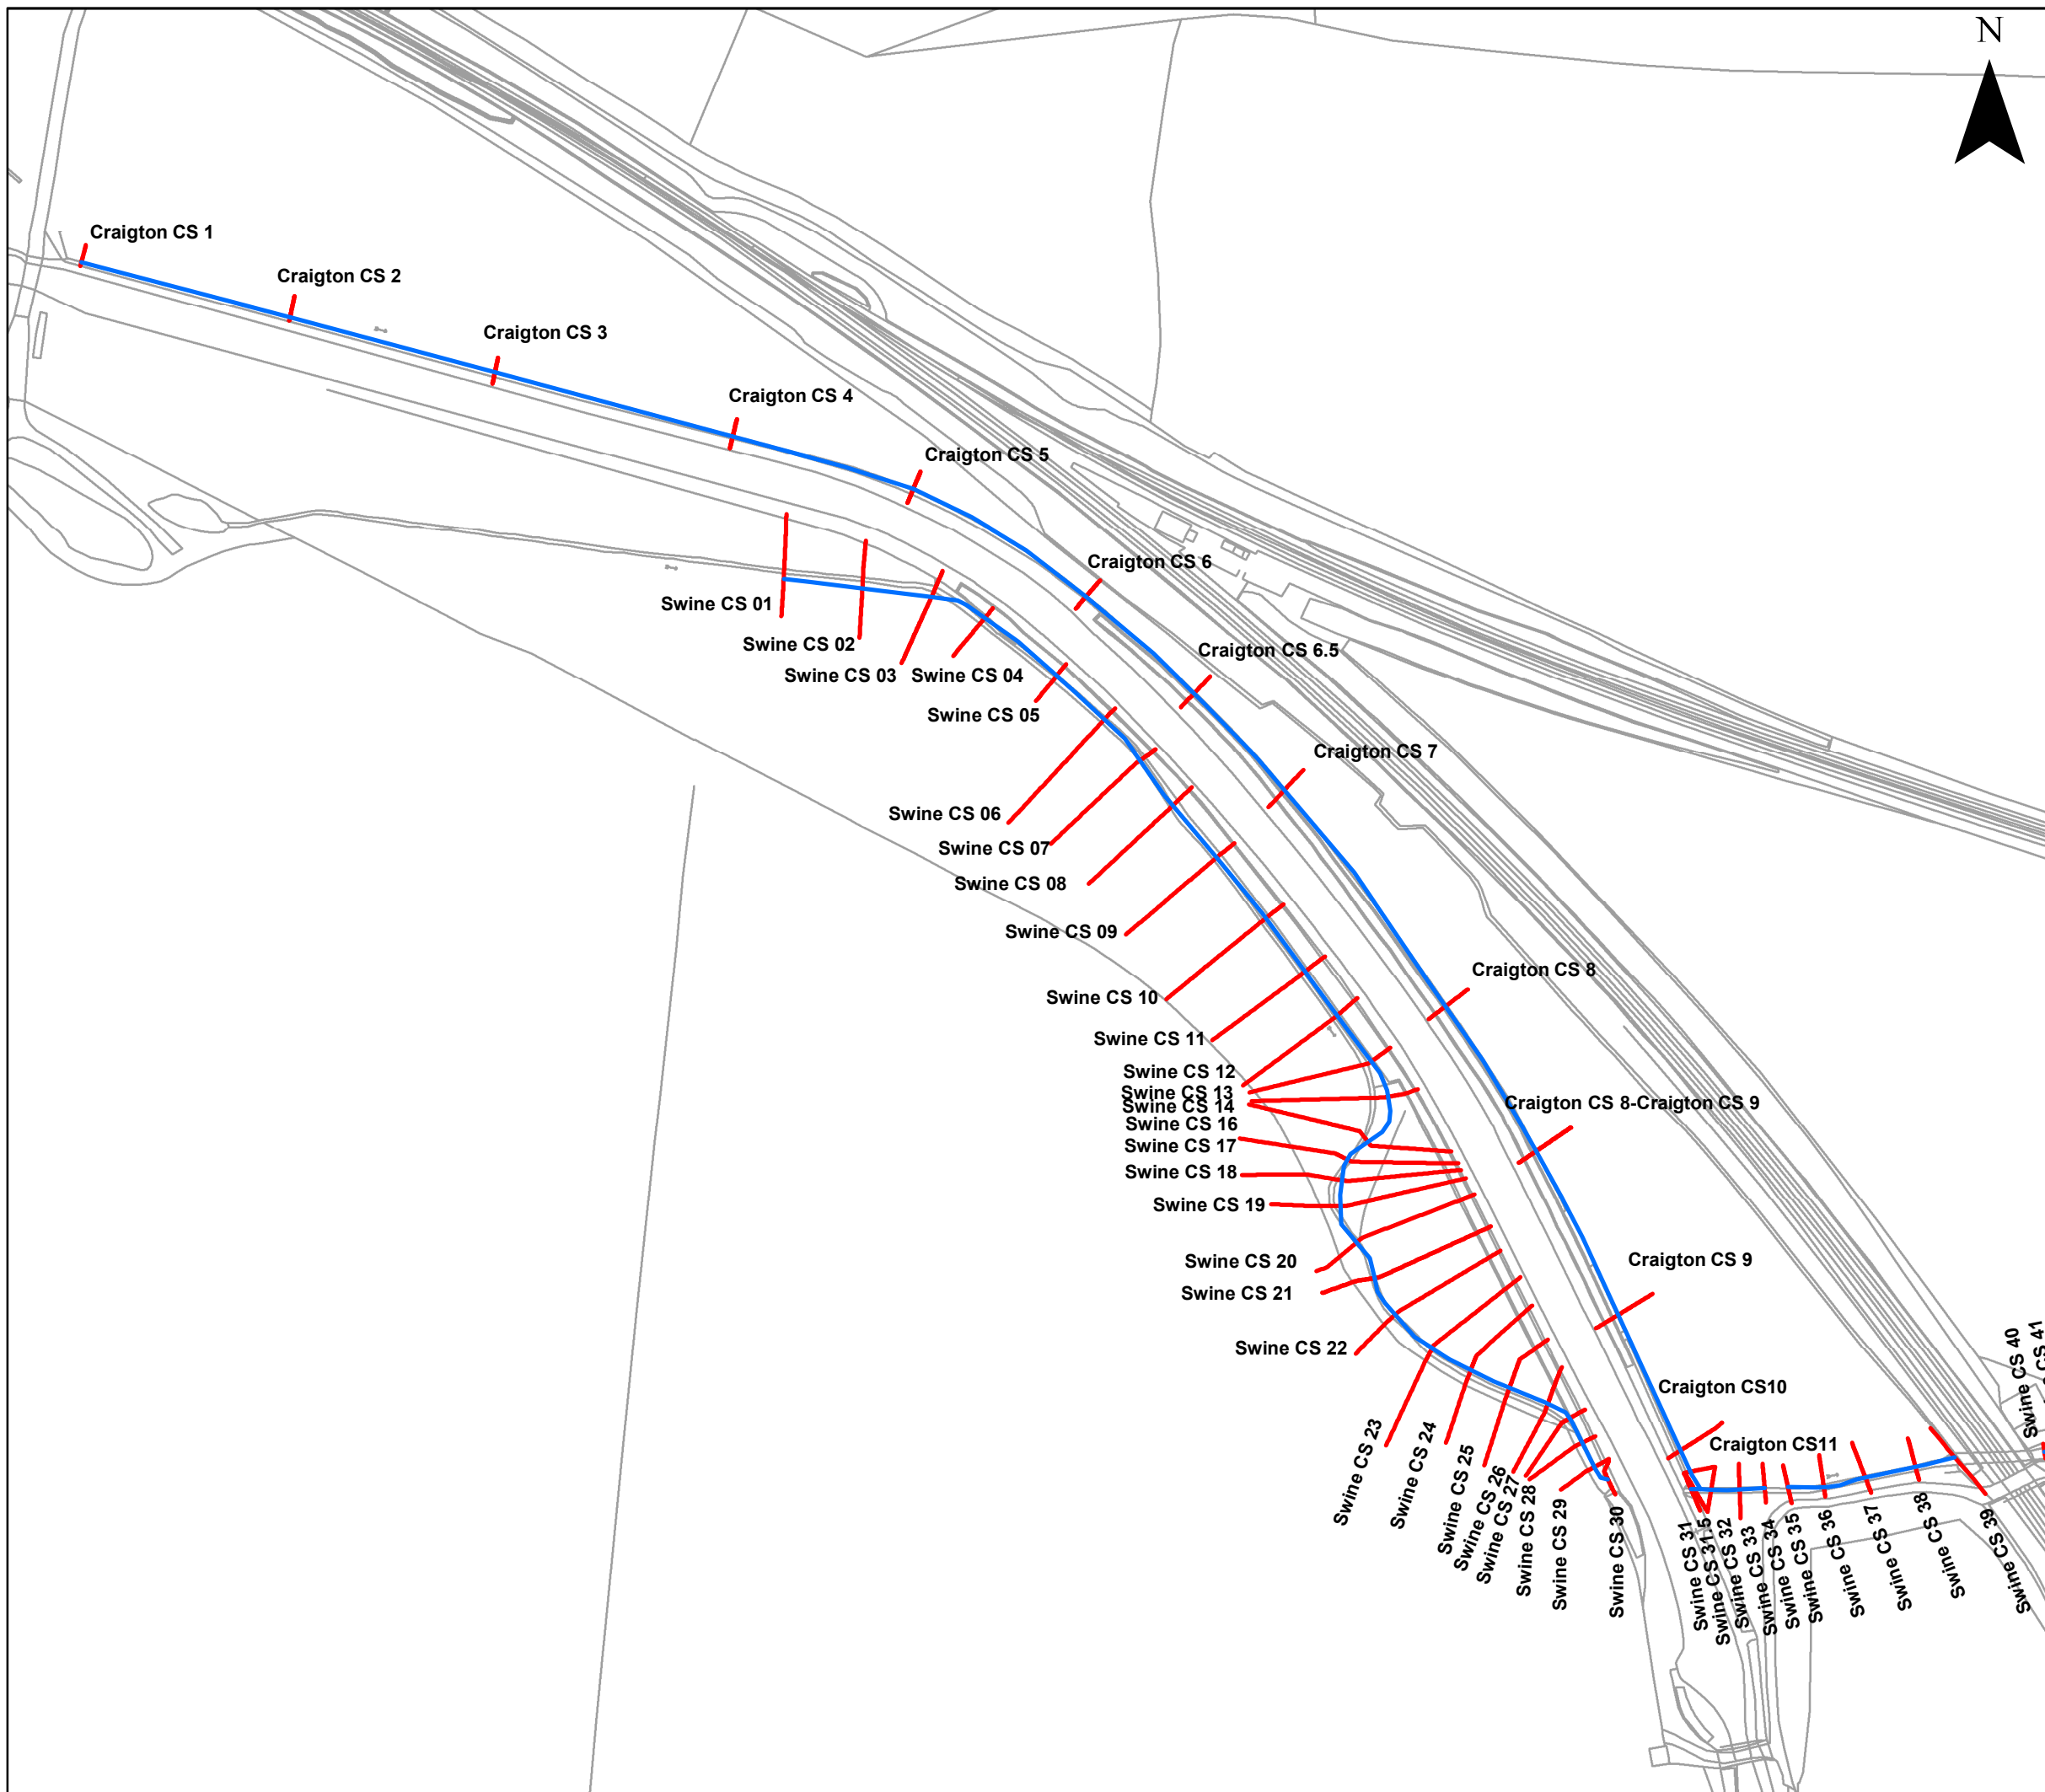 N
Craigton CS 1
Craigton CS 2
Craigton CS 3
Craigton CS 4
Craigton CS 5
Craigton CS 6
Swine CS 01
Swine CS 02
Swine CS 03
Swine CS 04
Craigton CS 6.5
Swine CS 05
Craigton CS 7
Swine CS 06
Swine CS 07
Swine CS 08
Swine CS 09
Craigton CS 8
Swine CS 10
Swine CS 11
Swine CS 12
Swine CS 13
Swine CS 14
Craigton CS 8-Craigton CS 9
Swine CS 16
Swine CS 17
Swine CS 18
Swine CS 19
Swine CS 20
Craigton CS 9
Swine CS 21
Swine CS 22
Craigton CS10
Craigton CS11
Swine CS 23
Swine CS 24
Swine CS 25
Swine CS 26
Swine CS 27
Swine CS 28
Swine CS 29
Swine CS 30
Swine CS 31
Swine CS 31.5
Swine CS 32
Swine CS 33
Swine CS 34
Swine CS 35
Swine CS 36
Swine CS 37
Swine CS 38
Swine CS 39
Swine CS 40
CS 41